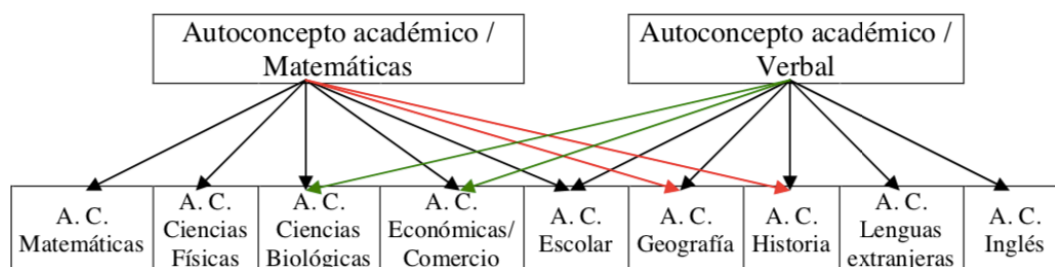 Autoconcepto académico /
Matemáticas
Autoconcepto académico /
Verbal
A. C.
Matemáticas
A. C.
Ciencias
Físicas
A. C.
Ciencias
Biológicas
A. C.
Económicas/
Comercio
A. C.
Escolar
A. C.
Geografía
A. C.
Historia
A. C.
Lenguas
extranjeras
A. C.
Inglés